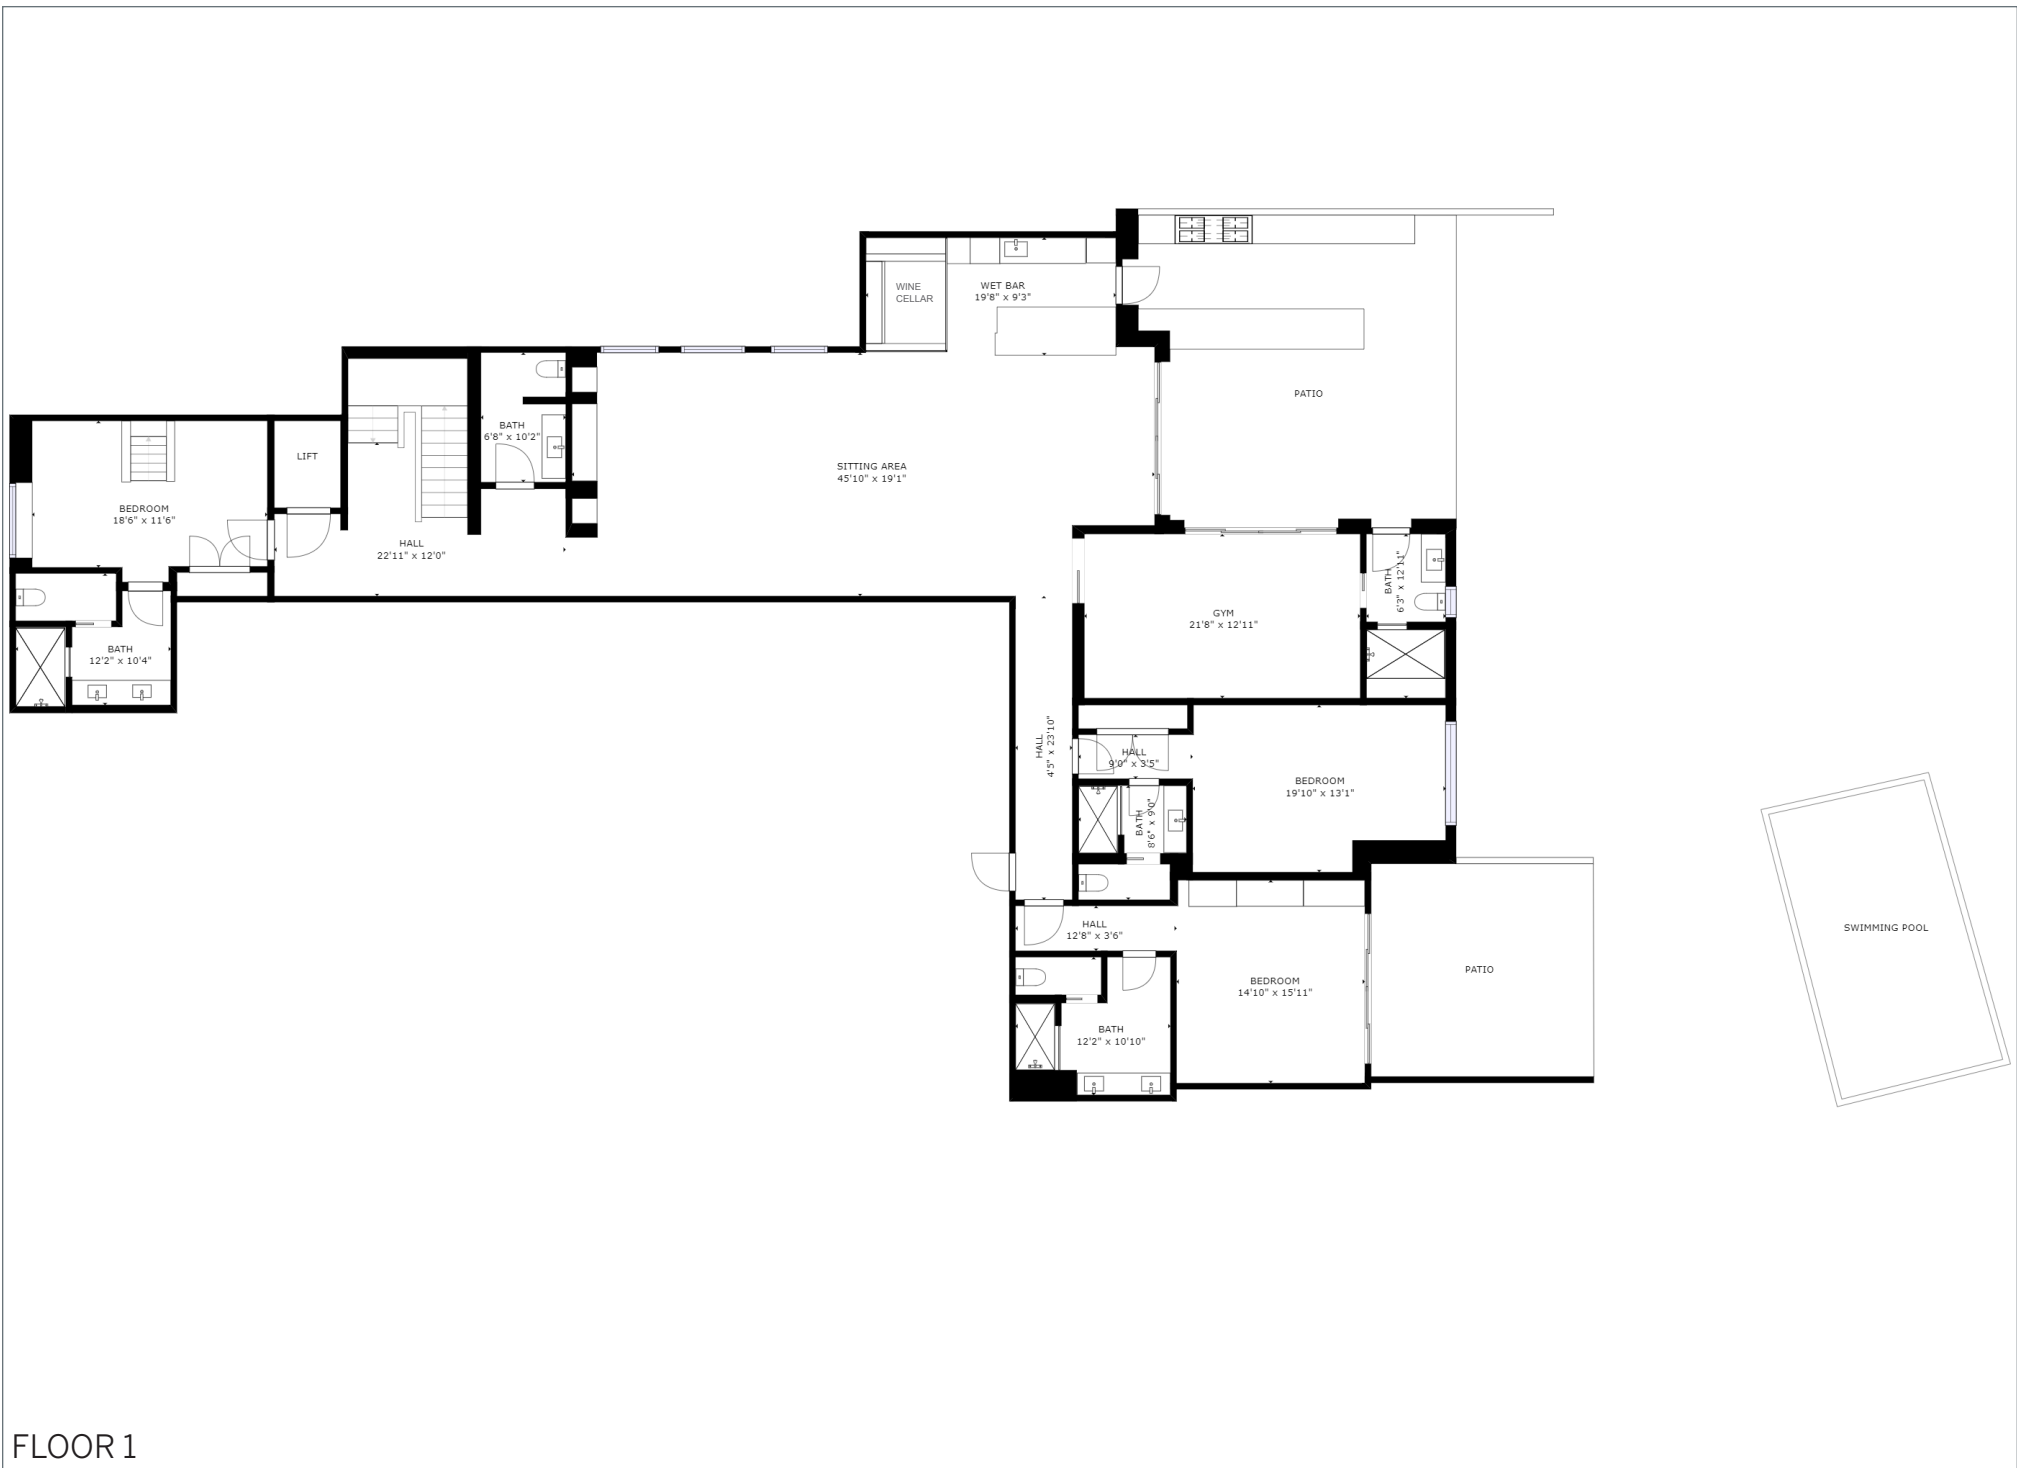 WINE
CELLAR
WET BAR
19'8" x 9'3"
PATIO
BATH
6'8" x 10'2"
LIFT
SITTING AREA
45'10" x 19'1"
BEDROOM
18'6" x 11'6"
HALL
22'11" x 12'0"
BATH
6'3" x 12'11"
GYM
21'8" x 12'11"
BATH
12'2" x 10'4"
HALL
4'5" x 23'10"
HALL
9'0" x 3'5"
BEDROOM
19'10" x 13'1"
BATH
8'6" x 9'0"
HALL
12'8" x 3'6"
SWIMMING POOL
PATIO
BEDROOM
14'10" x 15'11"
BATH
12'2" x 10'10"
FLOOR 1